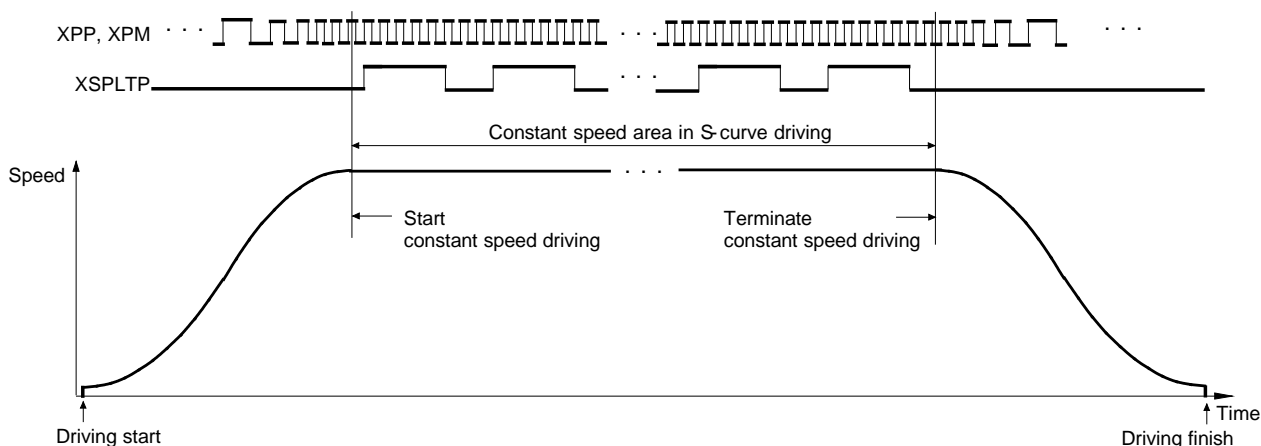 XPP, XPM . . . . . . . . .
XSPLTP . . .
Constant speed area in S-curve driving
Speed
. . .
Start
constant speed driving
Terminate
constant speed driving
Time
Driving start
Driving finish